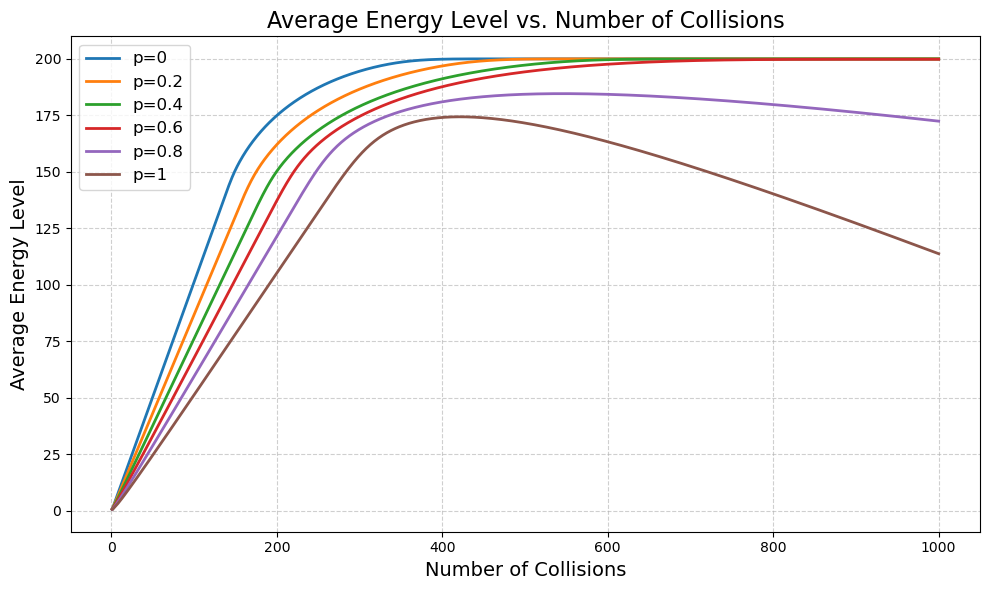 Average Energy Level vs. Number of Collisions
p=0
p=0.2
p=0.4
p=0.6
p=0.8
p=1
Average Energy Level
200
175
150
125
100
75
50
25
0
0 200 400 600 800 1000
Number of Collisions